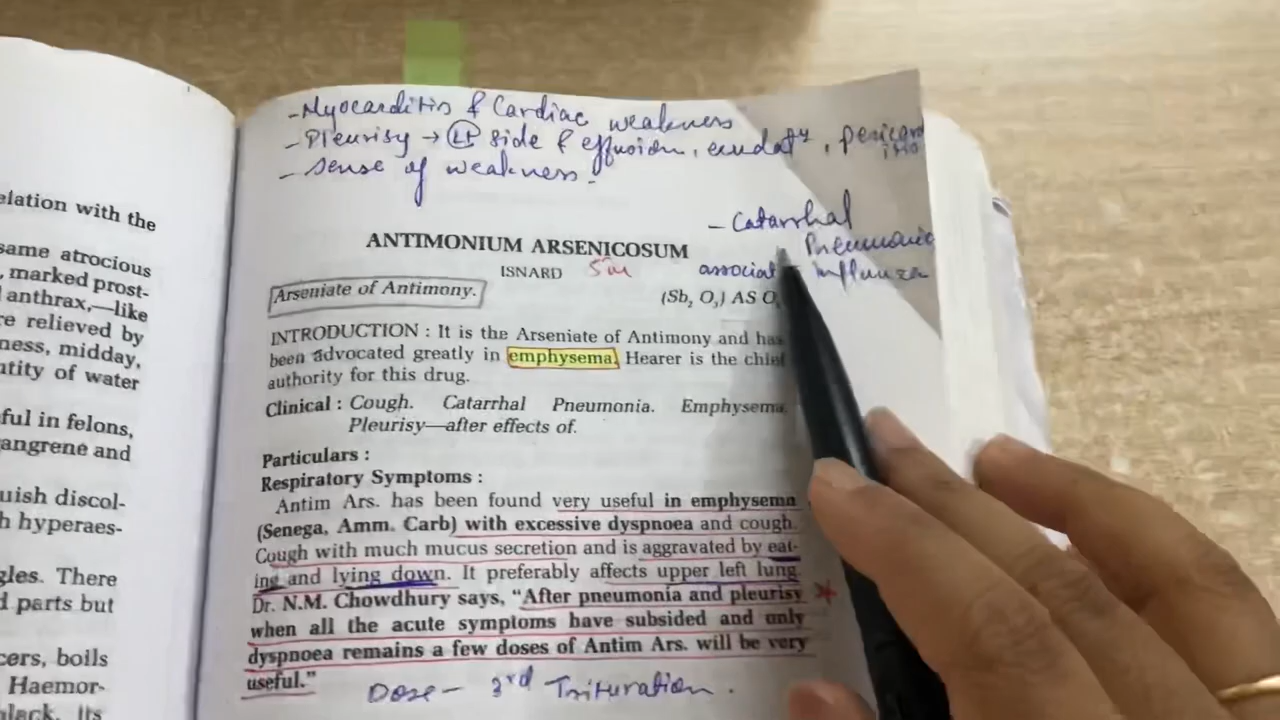 elation with the
same atrocious
, marked prost-
anthrax,—like
re relieved by
ness, midday,
ntity of water
ful in felons,
angrene and
uish discol-
h hyperaes-
gles. There
d parts but
cers, boils
Haemor-
black. Its
- Myocarditis & Cardiac weakness
- Pleurisy → Lt side & effusion, exudatn, pericard
itis
- Sense of weakness.
- Catarrhal
Pneumonia
associat influenza
ANTIMONIUM ARSENICOSUM
ISNARD
Arseniate of Antimony.
(Sb₂ O₅) AS O
INTRODUCTION : It is the Arseniate of Antimony and has
been advocated greatly in emphysema. Hearer is the chief
authority for this drug.
Clinical : Cough. Catarrhal Pneumonia. Emphysema.
Pleurisy—after effects of.
Particulars :
Respiratory Symptoms :
Antim Ars. has been found very useful in emphysema
(Senega, Amm. Carb) with excessive dyspnoea and cough.
Cough with much mucus secretion and is aggravated by eat-
ing and lying down. It preferably affects upper left lung.
Dr. N.M. Chowdhury says, “After pneumonia and pleurisy
when all the acute symptoms have subsided and only
dyspnoea remains a few doses of Antim Ars. will be very
useful.”
Dose - 3rd Trituration.